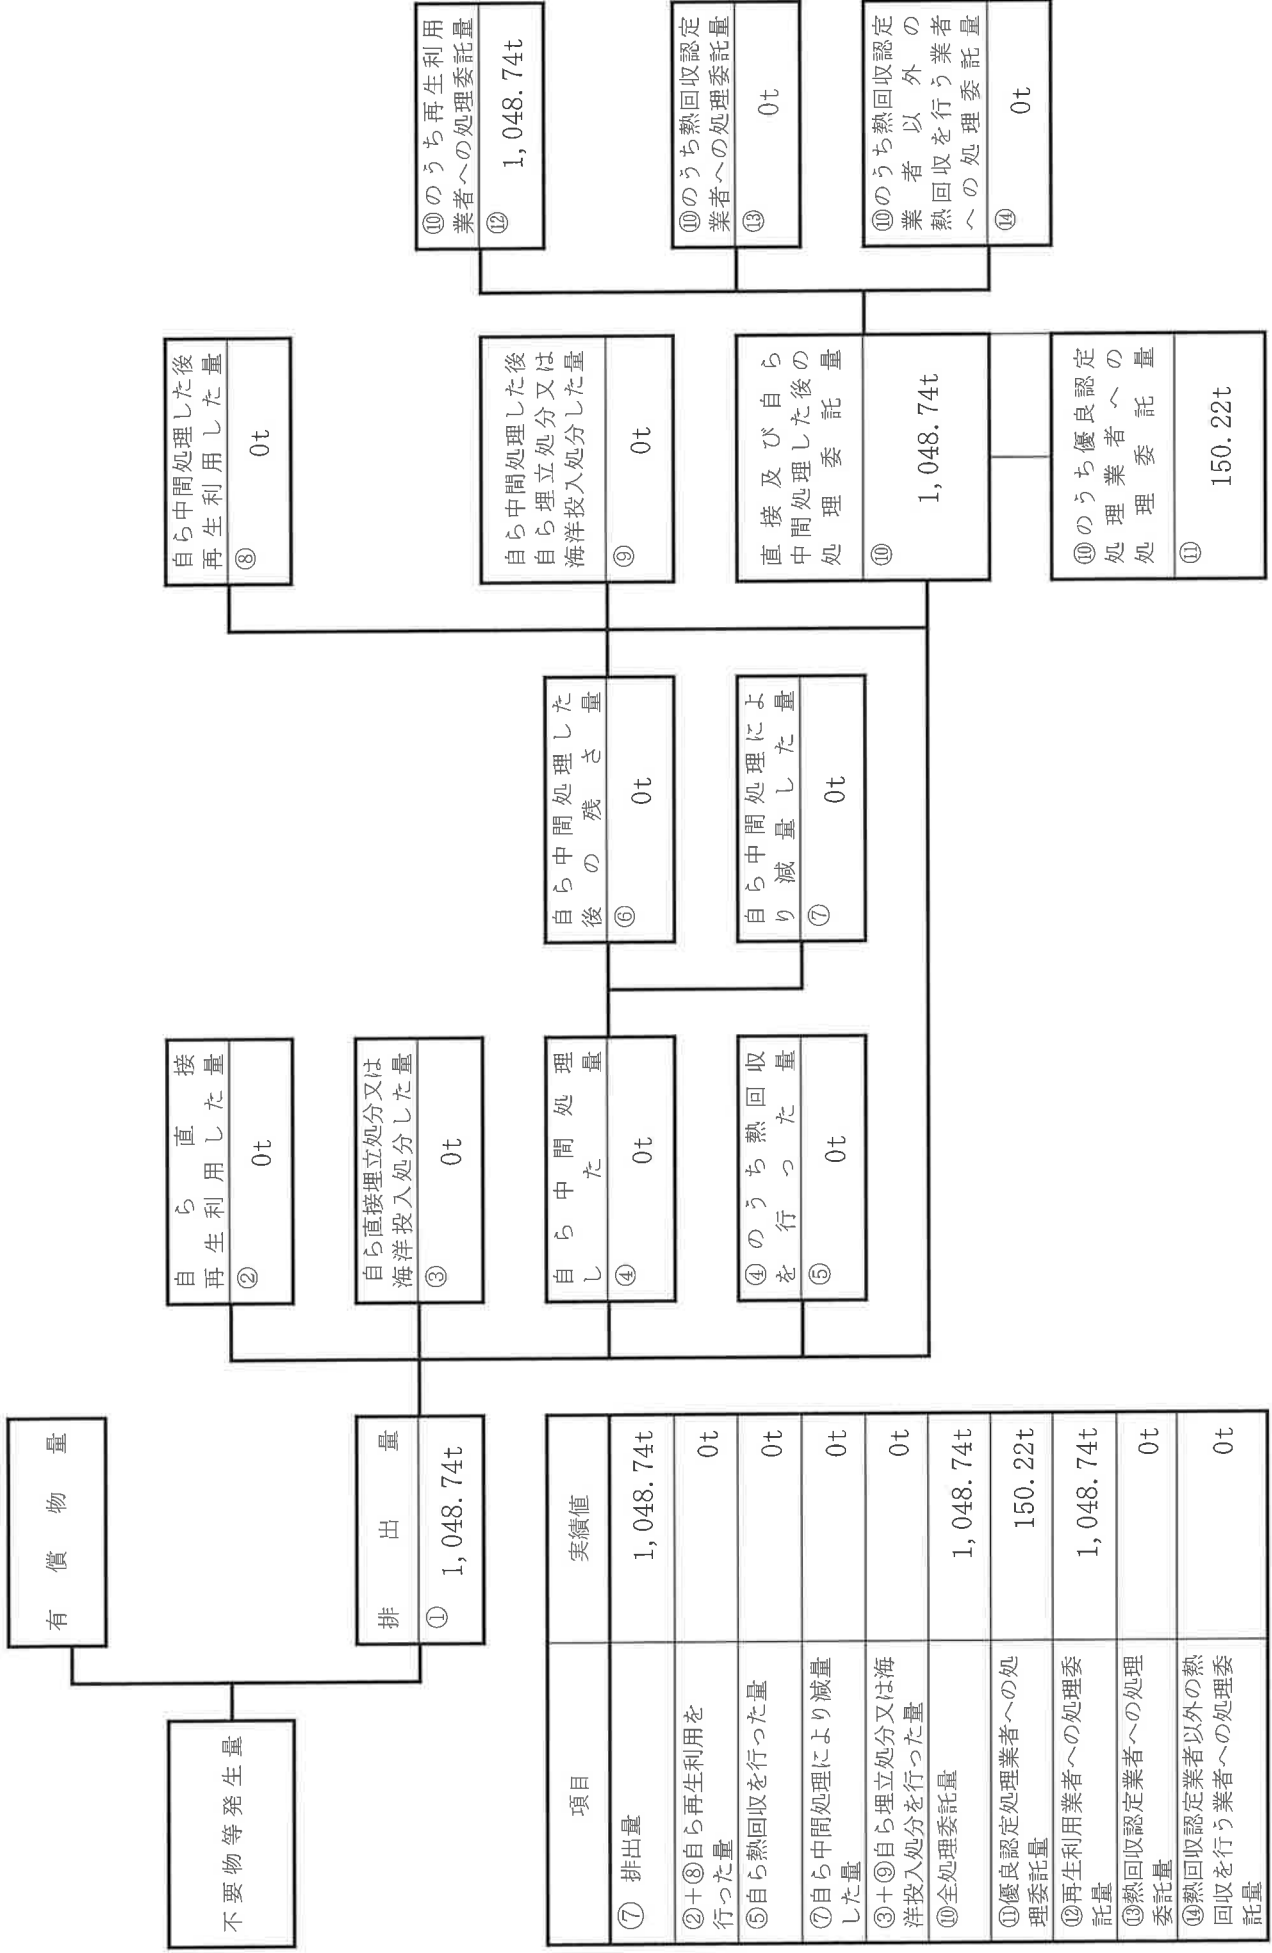 有償物量
不要物等発生量
排出量
① 1,048.74t
自ら直接
再生利用した量
② 0t
自ら直接埋立処分又は
海洋投入処分した量
③ 0t
自ら中間処理
した量
④ 0t
④のうち熱回収
を行った量
⑤ 0t
自ら中間処理した
後の残さ量
⑥ 0t
自ら中間処理によ
り減量した量
⑦ 0t
自ら中間処理した後
再生利用した量
⑧ 0t
自ら中間処理した後
自ら埋立処分又は
海洋投入処分した量
⑨ 0t
直接及び自ら
中間処理した後の
処理委託量
⑩ 1,048.74t
⑩のうち優良認定
処理業者への
処理委託量
⑪ 150.22t
⑩のうち再生利用
業者への処理委託量
⑫ 1,048.74t
⑩のうち熱回収認定
業者への処理委託量
⑬ 0t
⑩のうち熱回収認定
業者以外の
熱回収を行う業者
への処理委託量
⑭ 0t
項目 実績値
⑦ 排出量 1,048.74t
②+⑧自ら再生利用を
行った量 0t
⑤自ら熱回収を行った量 0t
⑦自ら中間処理により減量
した量 0t
③+⑨自ら埋立処分又は海
洋投入処分を行った量 0t
⑩全処理委託量 1,048.74t
⑪優良認定処理業者への処
理委託量 150.22t
⑫再生利用業者への処理委
託量 1,048.74t
⑬熱回収認定業者への処理
委託量 0t
⑭熱回収認定業者以外の熱
回収を行う業者への処理委
託量 0t